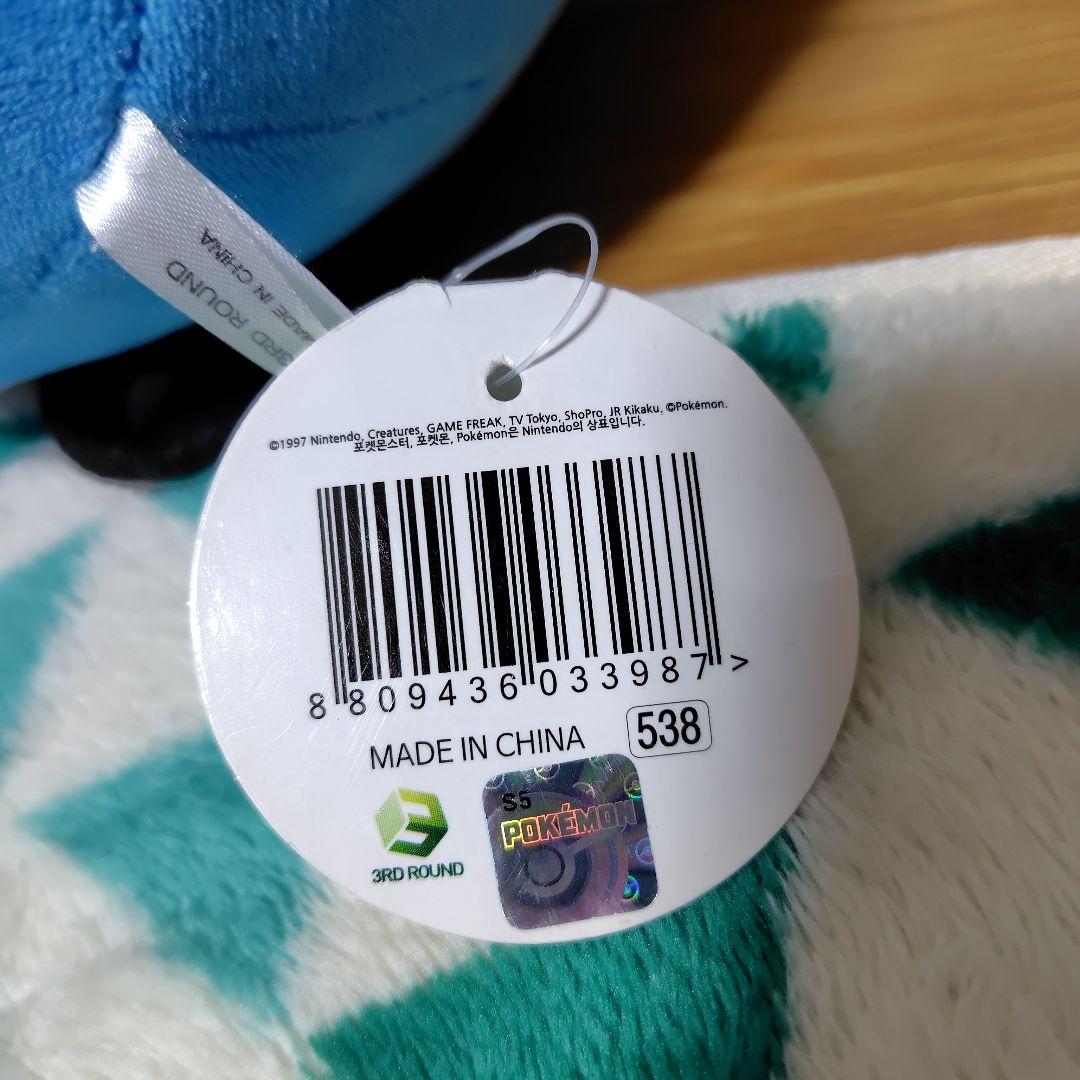 3RD ROUND
MADE IN CHINA
©1997 Nintendo, Creatures, GAME FREAK, TV Tokyo, ShoPro, JR Kikaku. ©Pokémon.
포켓몬스터, 포켓몬, Pokémon은 Nintendo의 상표입니다.
8 809436 033987 >
MADE IN CHINA 538
S5
POKÉMON
3RD ROUND